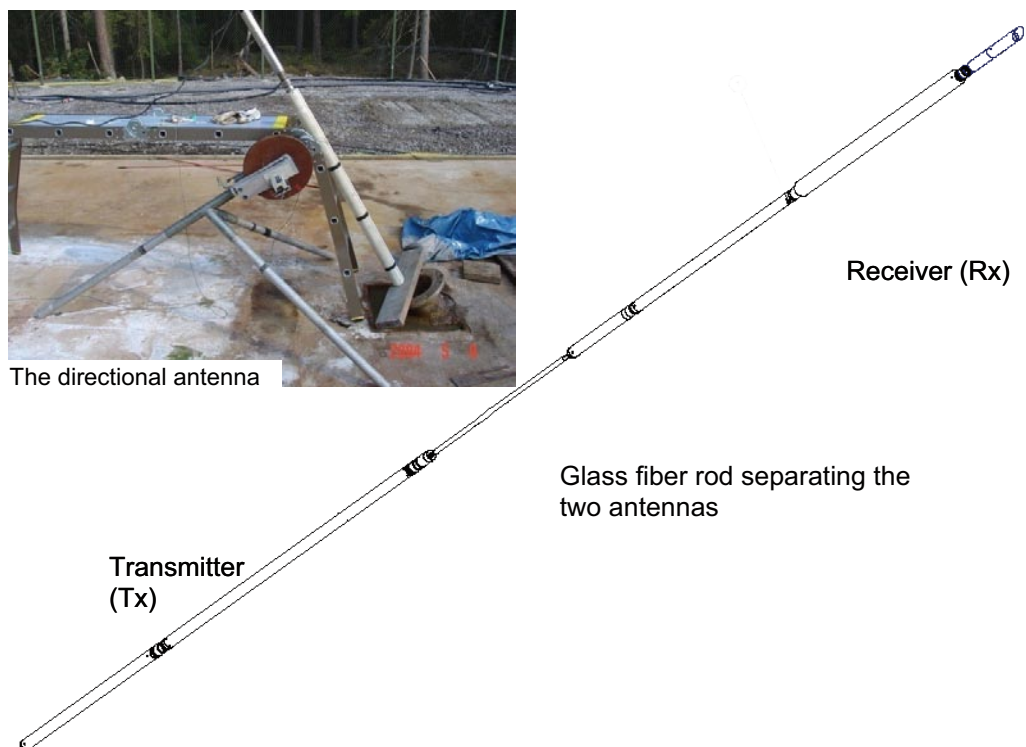 The directional antenna
Receiver (Rx)
Glass fiber rod separating the
two antennas
Transmitter
(Tx)